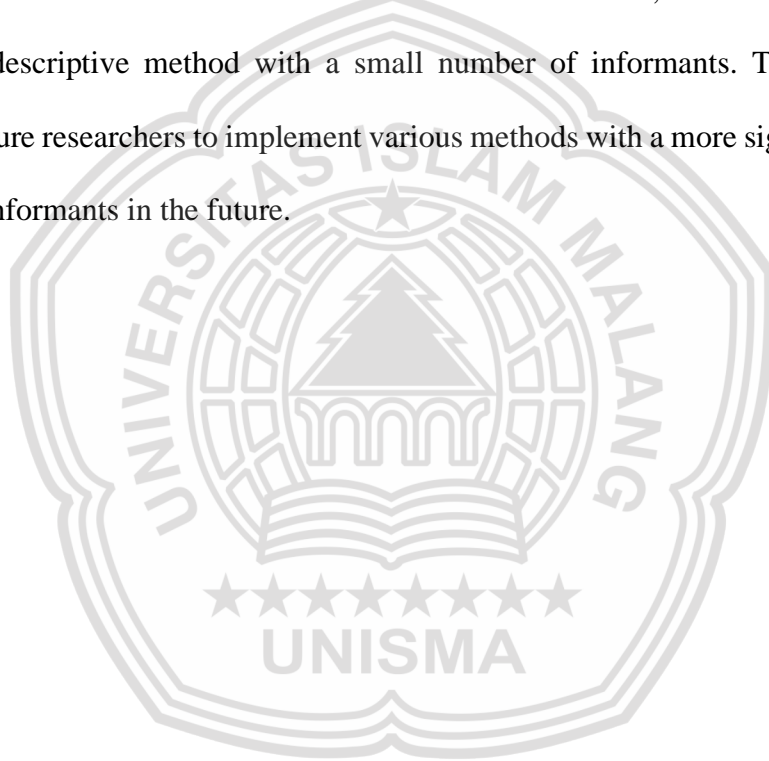 descriptive method with a small number of informants. T
ure researchers to implement various methods with a more sig
nformants in the future.
UNIVERSITAS ISLAM MALANG
UNISMA